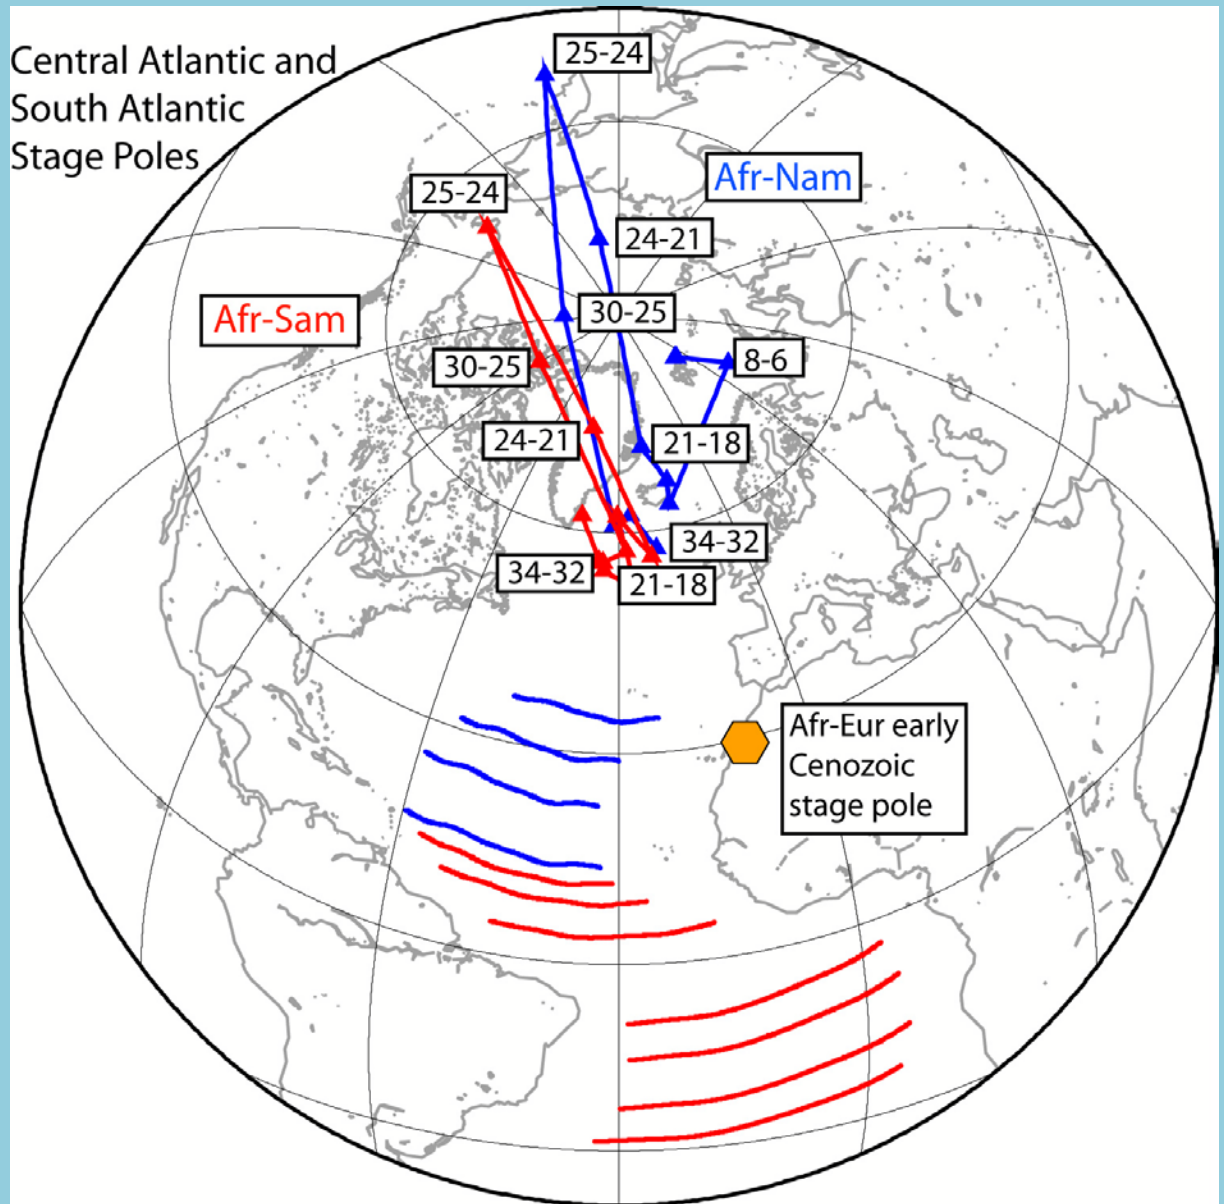 Central Atlantic and
South Atlantic
Stage Poles
25-24
25-24
Afr-Nam
24-21
Afr-Sam
30-25
30-25
8-6
24-21
21-18
34-32
34-32
21-18
Afr-Eur early
Cenozoic
stage pole